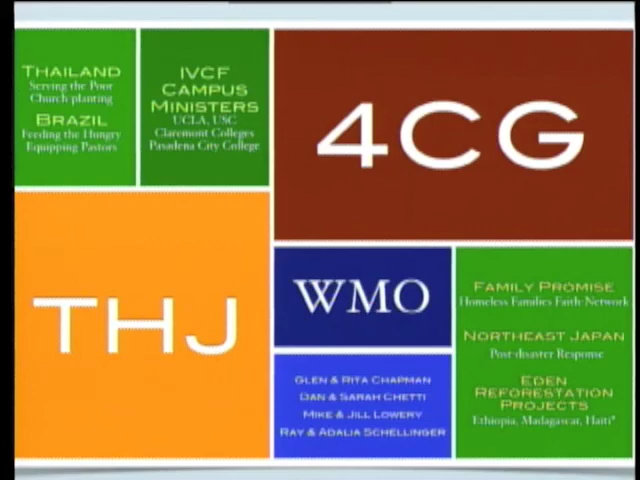 Thailand
Serving the Poor
Church planting
Brazil
Feeding the Hungry
Equipping Pastors
IVCF
Campus
Ministers
UCLA, USC
Claremont Colleges
Pasadena City College
4CG
THJ
WMO
Glen & Rita Chapman
Dan & Sarah Chetti
Mike & Jill Lowery
Ray & Adalia Schellinger
Family Promise
Homeless Families Faith Network
Northeast Japan
Post-disaster Response
Eden
Reforestation
Projects
Ethiopia, Madagaswar, Haiti*